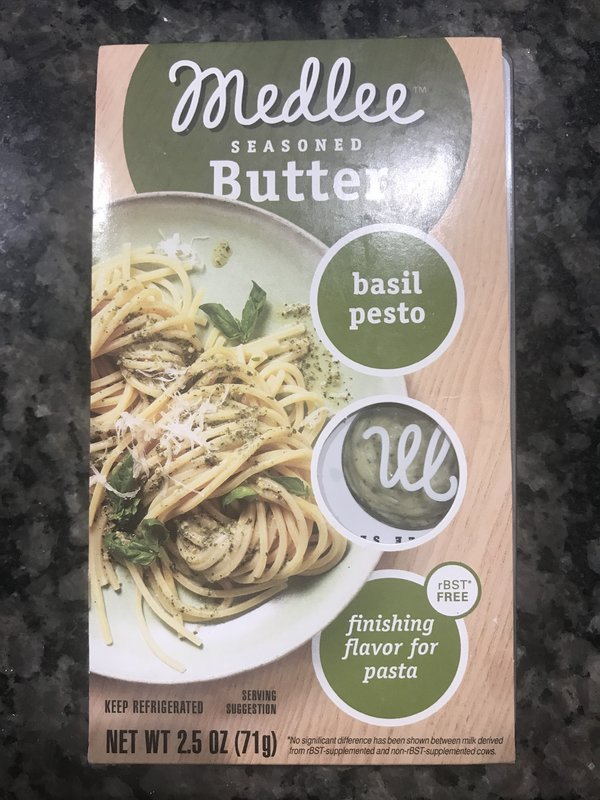 Medlee™
SEASONED
Butter
basil
pesto
rBST*
FREE
finishing
flavor for
pasta
KEEP REFRIGERATED
SERVING
SUGGESTION
NET WT 2.5 OZ (71g)
*No significant difference has been shown between milk derived
from rBST-supplemented and non-rBST-supplemented cows.